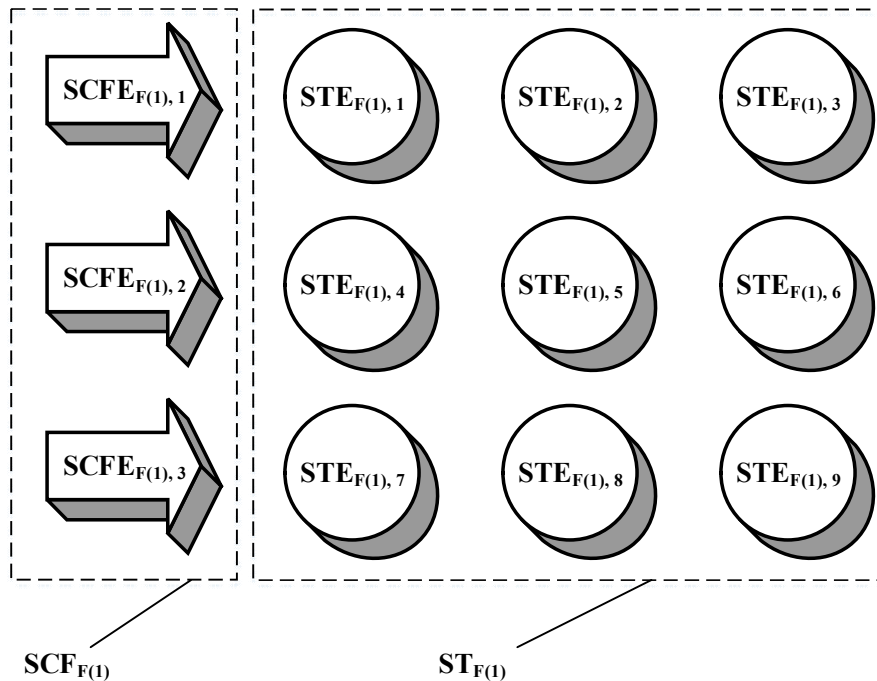 SCFE_F(1), 1 STE_F(1), 1 STE_F(1), 2 STE_F(1), 3
SCFE_F(1), 2 STE_F(1), 4 STE_F(1), 5 STE_F(1), 6
SCFE_F(1), 3 STE_F(1), 7 STE_F(1), 8 STE_F(1), 9
SCF_F(1) ST_F(1)